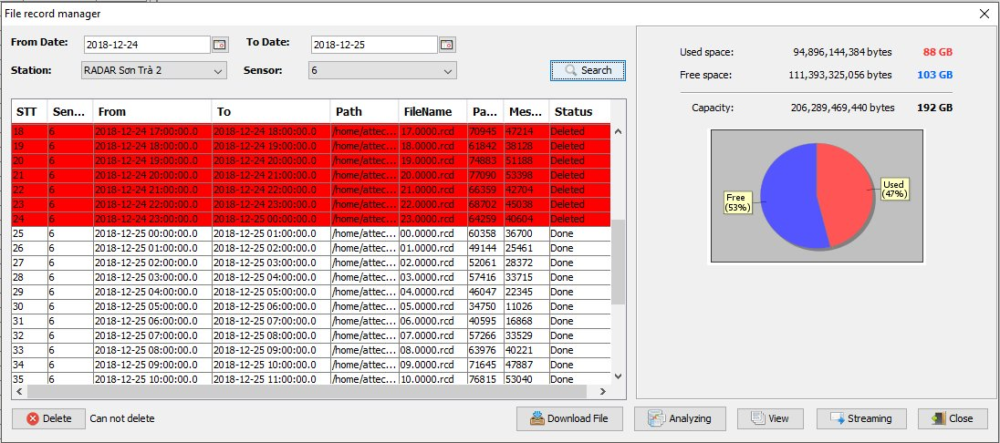 File record manager
From Date: 2018-12-24 To Date: 2018-12-25
Station: RADAR Sơn Trà 2 Sensor: 6 Search
STT Sen... From To Path FileName Pa... Mes... Status
18 6 2018-12-24 17:00:00.0 2018-12-24 18:00:00.0 /home/attec... 17.0000.rcd 70945 47214 Deleted
19 6 2018-12-24 18:00:00.0 2018-12-24 19:00:00.0 /home/attec... 18.0000.rcd 61842 38128 Deleted
20 6 2018-12-24 19:00:00.0 2018-12-24 20:00:00.0 /home/attec... 19.0000.rcd 74883 51188 Deleted
21 6 2018-12-24 20:00:00.0 2018-12-24 21:00:00.0 /home/attec... 20.0000.rcd 77090 53398 Deleted
22 6 2018-12-24 21:00:00.0 2018-12-24 22:00:00.0 /home/attec... 21.0000.rcd 66359 42704 Deleted
23 6 2018-12-24 22:00:00.0 2018-12-24 23:00:00.0 /home/attec... 22.0000.rcd 68702 45038 Deleted
24 6 2018-12-24 23:00:00.0 2018-12-25 00:00:00.0 /home/attec... 23.0000.rcd 64259 40604 Deleted
25 6 2018-12-25 00:00:00.0 2018-12-25 01:00:00.0 /home/attec... 00.0000.rcd 60358 36700 Done
26 6 2018-12-25 01:00:00.0 2018-12-25 02:00:00.0 /home/attec... 01.0000.rcd 49144 25461 Done
27 6 2018-12-25 02:00:00.0 2018-12-25 03:00:00.0 /home/attec... 02.0000.rcd 52061 28372 Done
28 6 2018-12-25 03:00:00.0 2018-12-25 04:00:00.0 /home/attec... 03.0000.rcd 57416 33715 Done
29 6 2018-12-25 04:00:00.0 2018-12-25 05:00:00.0 /home/attec... 04.0000.rcd 46047 22345 Done
30 6 2018-12-25 05:00:00.0 2018-12-25 06:00:00.0 /home/attec... 05.0000.rcd 34750 11026 Done
31 6 2018-12-25 06:00:00.0 2018-12-25 07:00:00.0 /home/attec... 06.0000.rcd 40595 16868 Done
32 6 2018-12-25 07:00:00.0 2018-12-25 08:00:00.0 /home/attec... 07.0000.rcd 57266 33529 Done
33 6 2018-12-25 08:00:00.0 2018-12-25 09:00:00.0 /home/attec... 08.0000.rcd 63976 40221 Done
34 6 2018-12-25 09:00:00.0 2018-12-25 10:00:00.0 /home/attec... 09.0000.rcd 71645 47887 Done
35 6 2018-12-25 10:00:00.0 2018-12-25 11:00:00.0 /home/attec... 10.0000.rcd 76815 53040 Done
Delete Can not delete Download File Analyzing View Streaming Close
Used space: 94,896,144,384 bytes 88 GB
Free space: 111,393,325,056 bytes 103 GB
Capacity: 206,289,469,440 bytes 192 GB
Used
(47%)
Free
(53%)